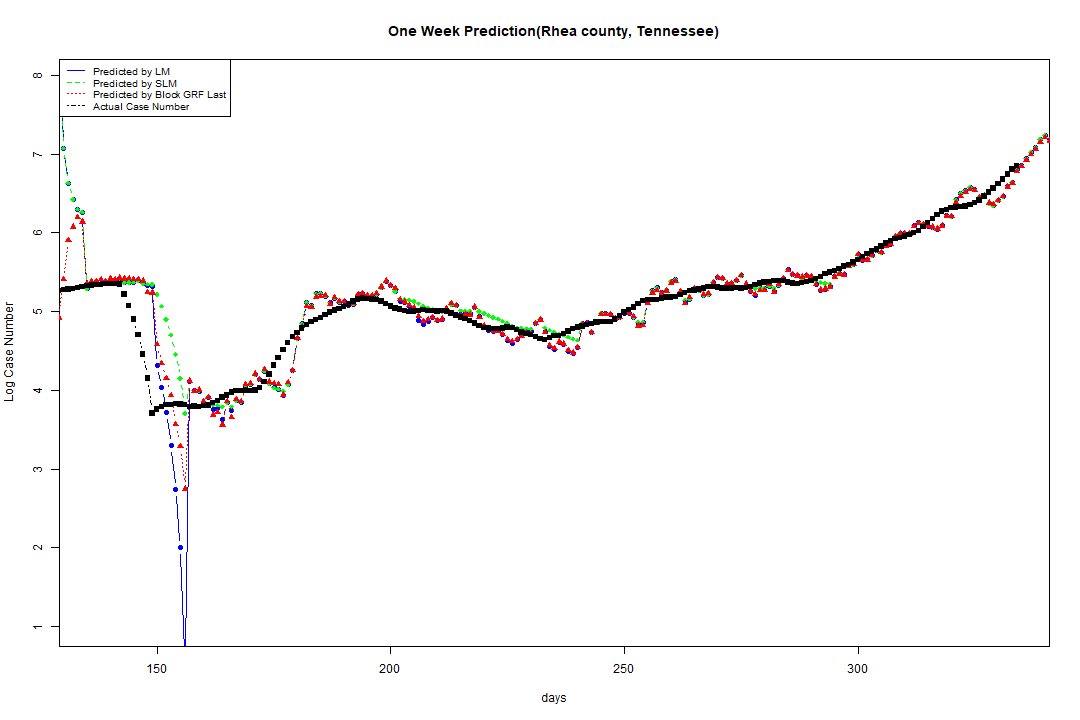 One Week Prediction(Rhea county, Tennessee)
Predicted by LM
Predicted by SLM
Predicted by Block GRF Last
Actual Case Number
Log Case Number
8
7
6
5
4
3
2
1
150
200
250
300
days